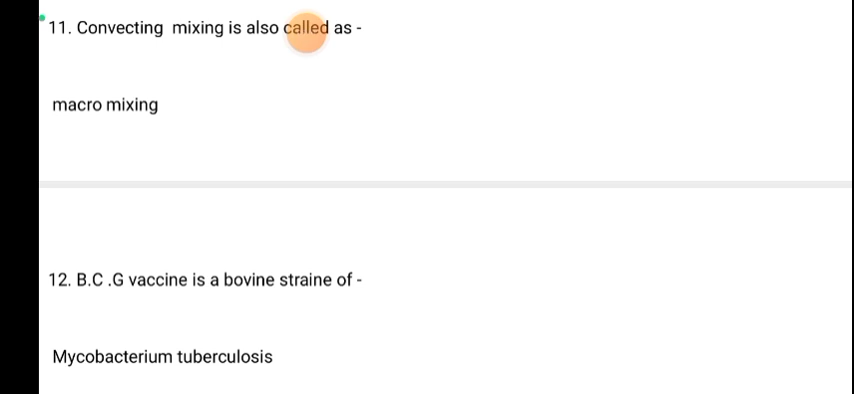 11. Convecting mixing is also called as -
macro mixing
12. B.C .G vaccine is a bovine straine of -
Mycobacterium tuberculosis